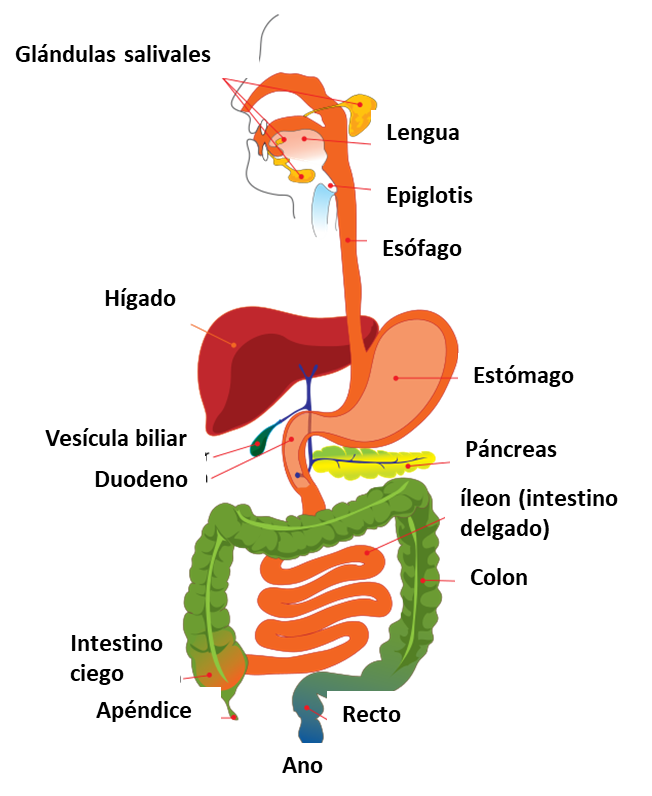 Glándulas salivales
Lengua
Epiglotis
Esófago
Hígado
Estómago
Vesícula biliar
Páncreas
Duodeno
íleon (intestino
delgado)
Colon
Intestino
ciego
Apéndice
Recto
Ano